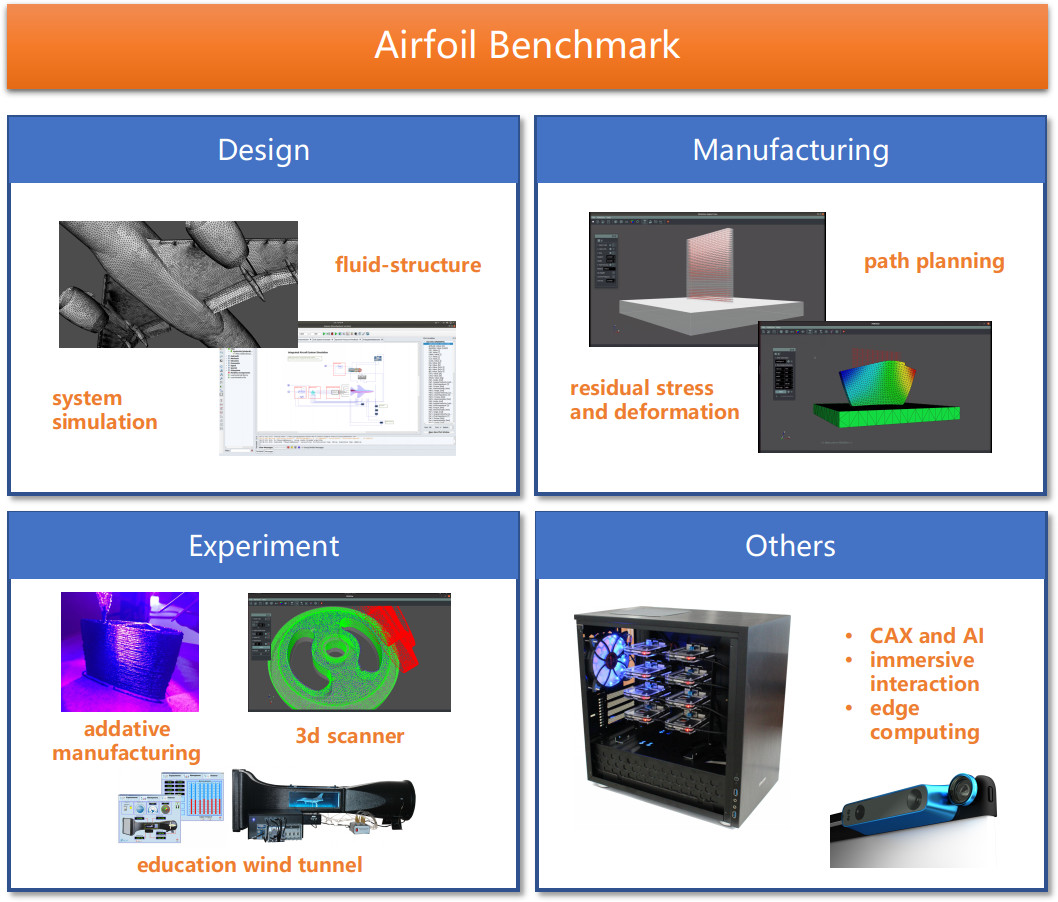 Airfoil Benchmark
Design
fluid-structure
system
simulation
Manufacturing
path planning
residual stress
and deformation
Experiment
addative
manufacturing
3d scanner
education wind tunnel
Others
• CAX and AI
• immersive
interaction
• edge
computing